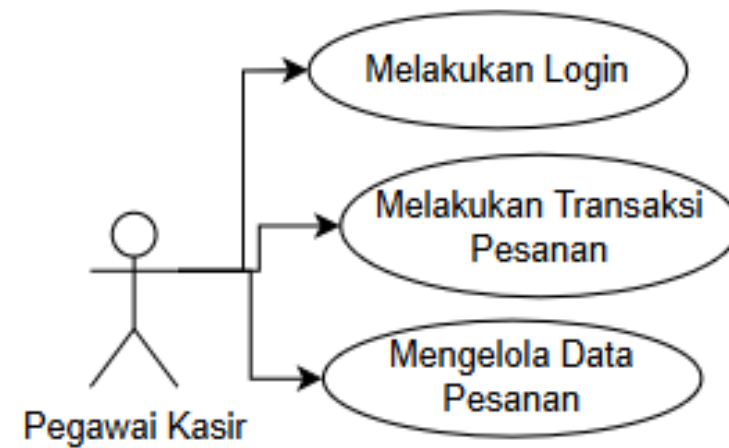 Melakukan Login
Melakukan Transaksi
Pesanan
Mengelola Data
Pesanan
Pegawai Kasir